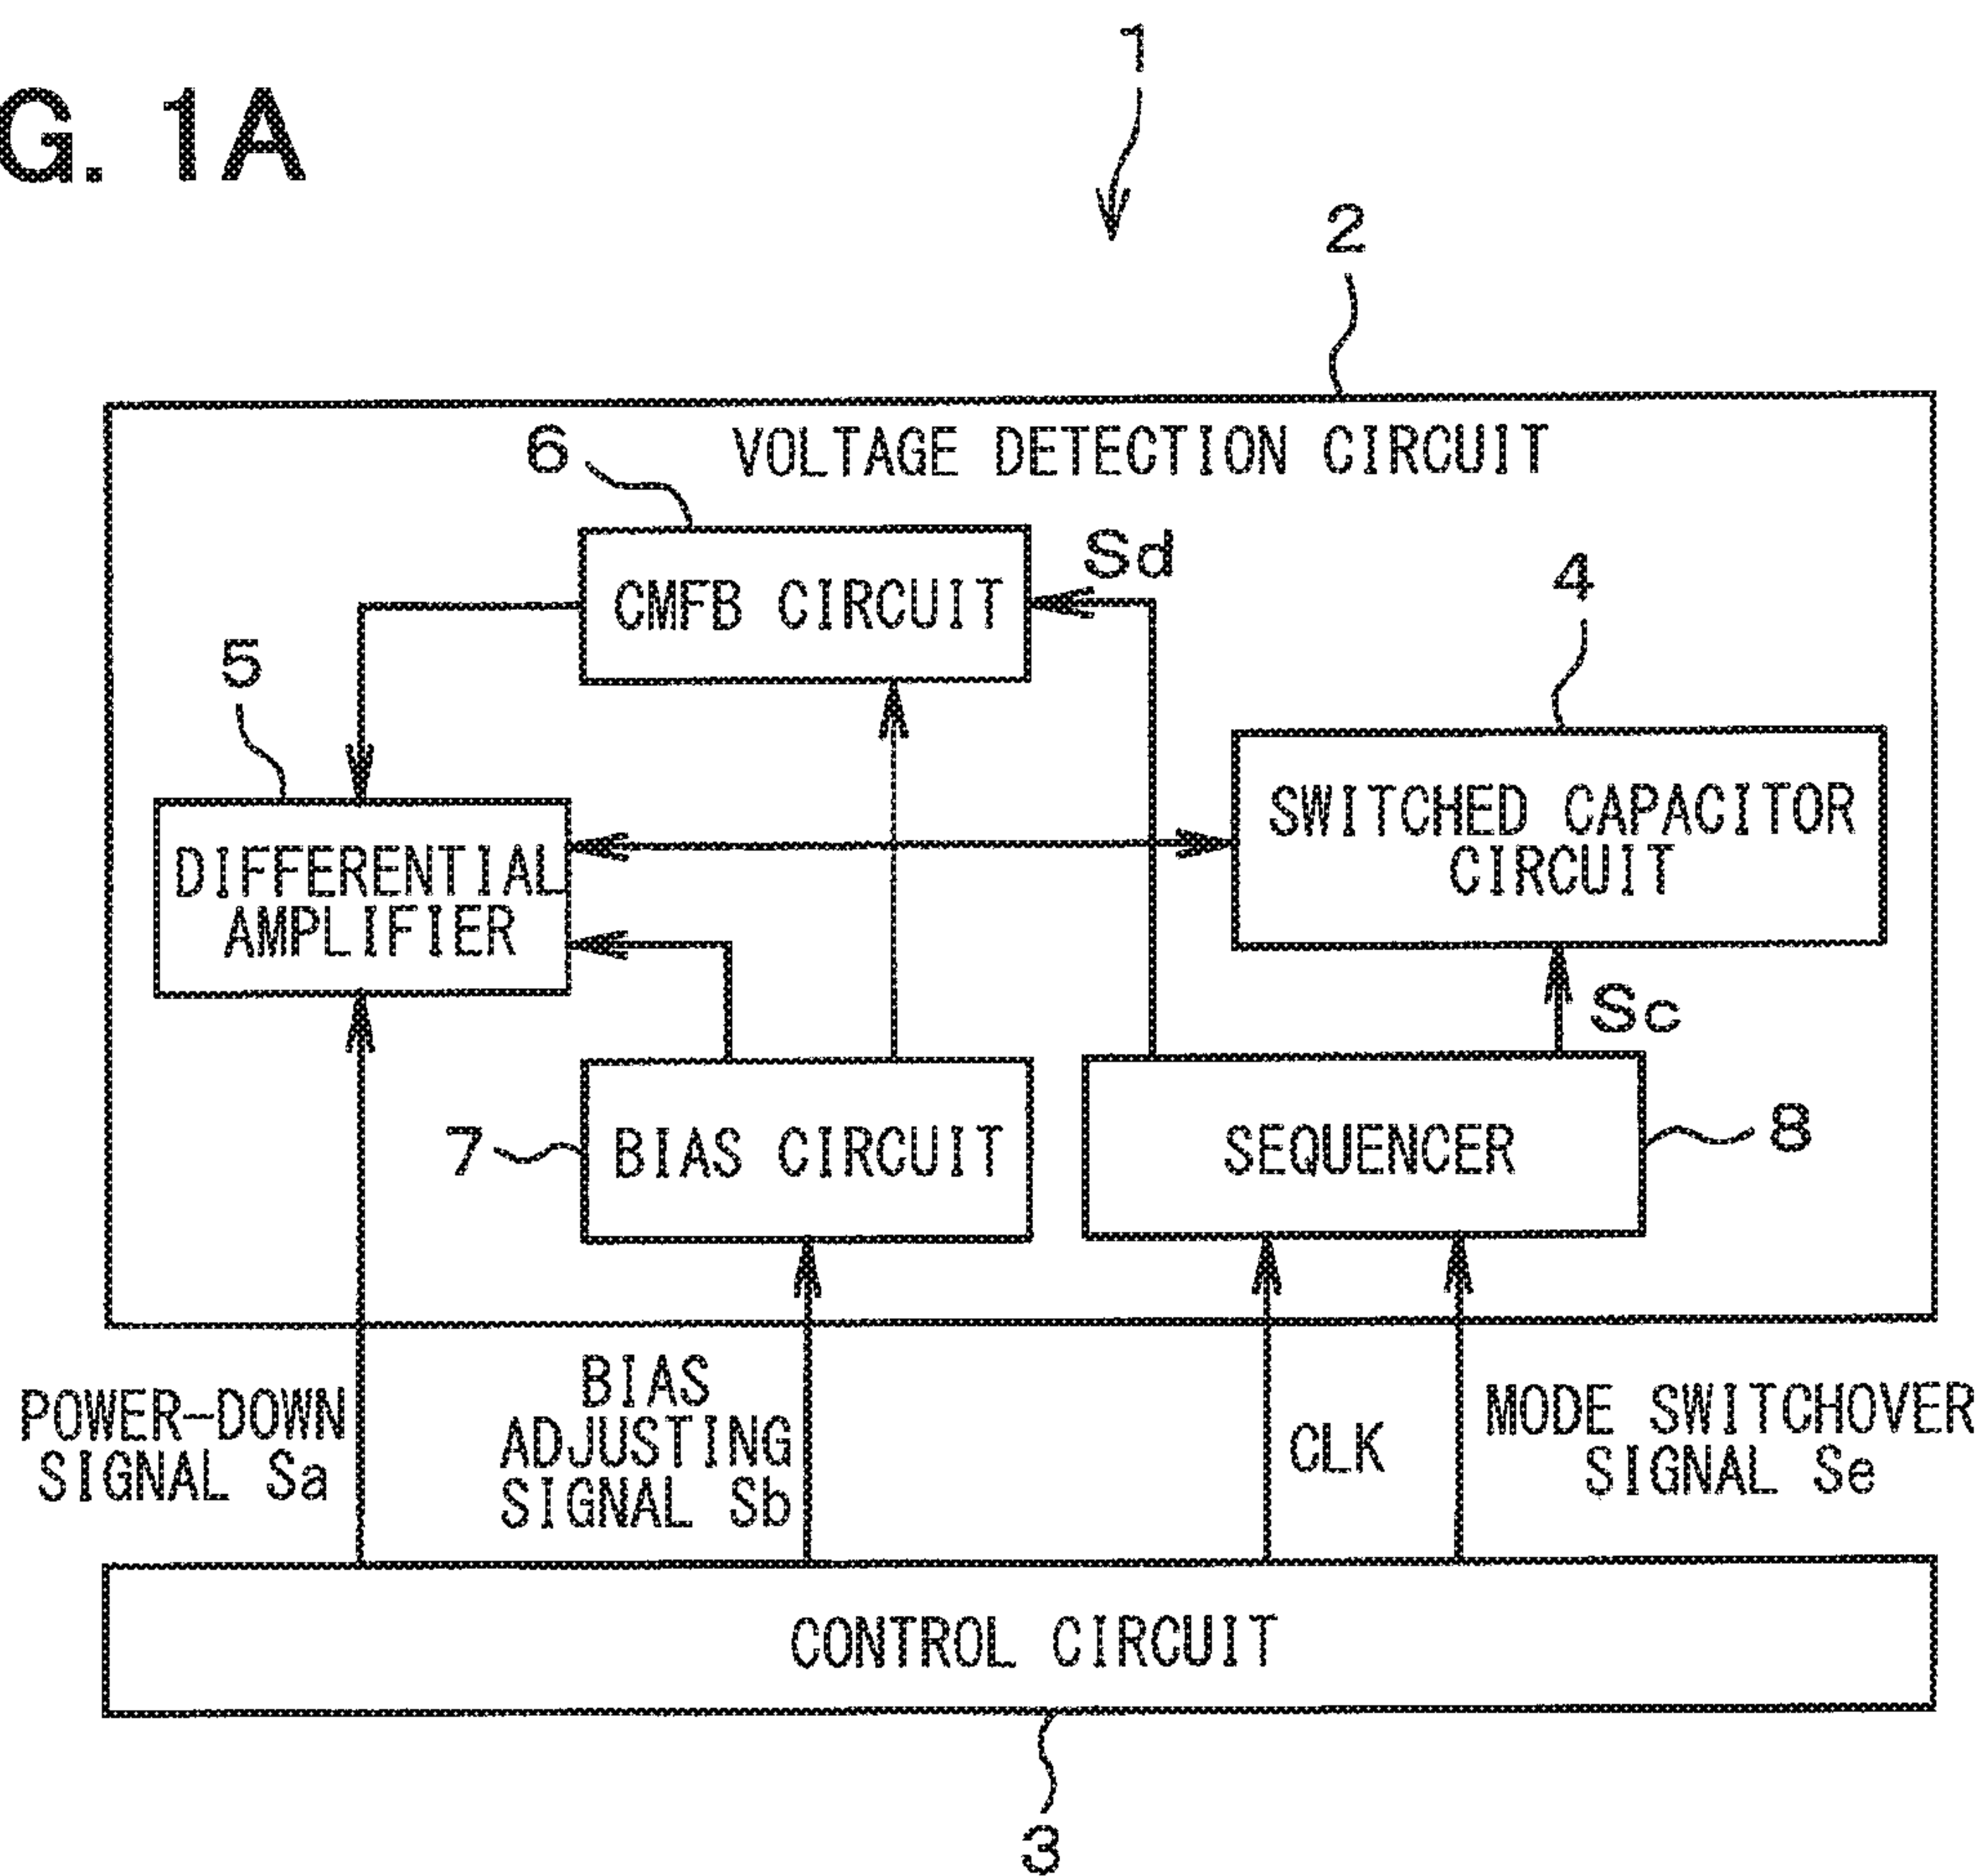 G. 1A
1
2
VOLTAGE DETECTION CIRCUIT
6
CMFB CIRCUIT
Sd
4
5
SWITCHED CAPACITOR
CIRCUIT
DIFFERENTIAL
AMPLIFIER
Sc
7
BIAS CIRCUIT
SEQUENCER
8
POWER-DOWN
SIGNAL Sa
BIAS
ADJUSTING
SIGNAL Sb
CLK
MODE SWITCHOVER
SIGNAL Se
CONTROL CIRCUIT
3